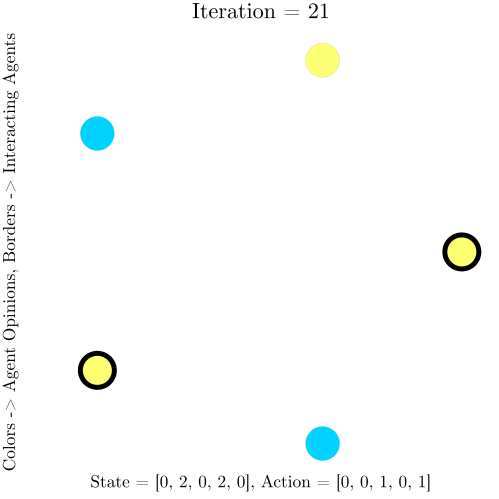 Iteration = 21
Colors -> Agent Opinions, Borders -> Interacting Agents
State = [0, 2, 0, 2, 0], Action = [0, 0, 1, 0, 1]